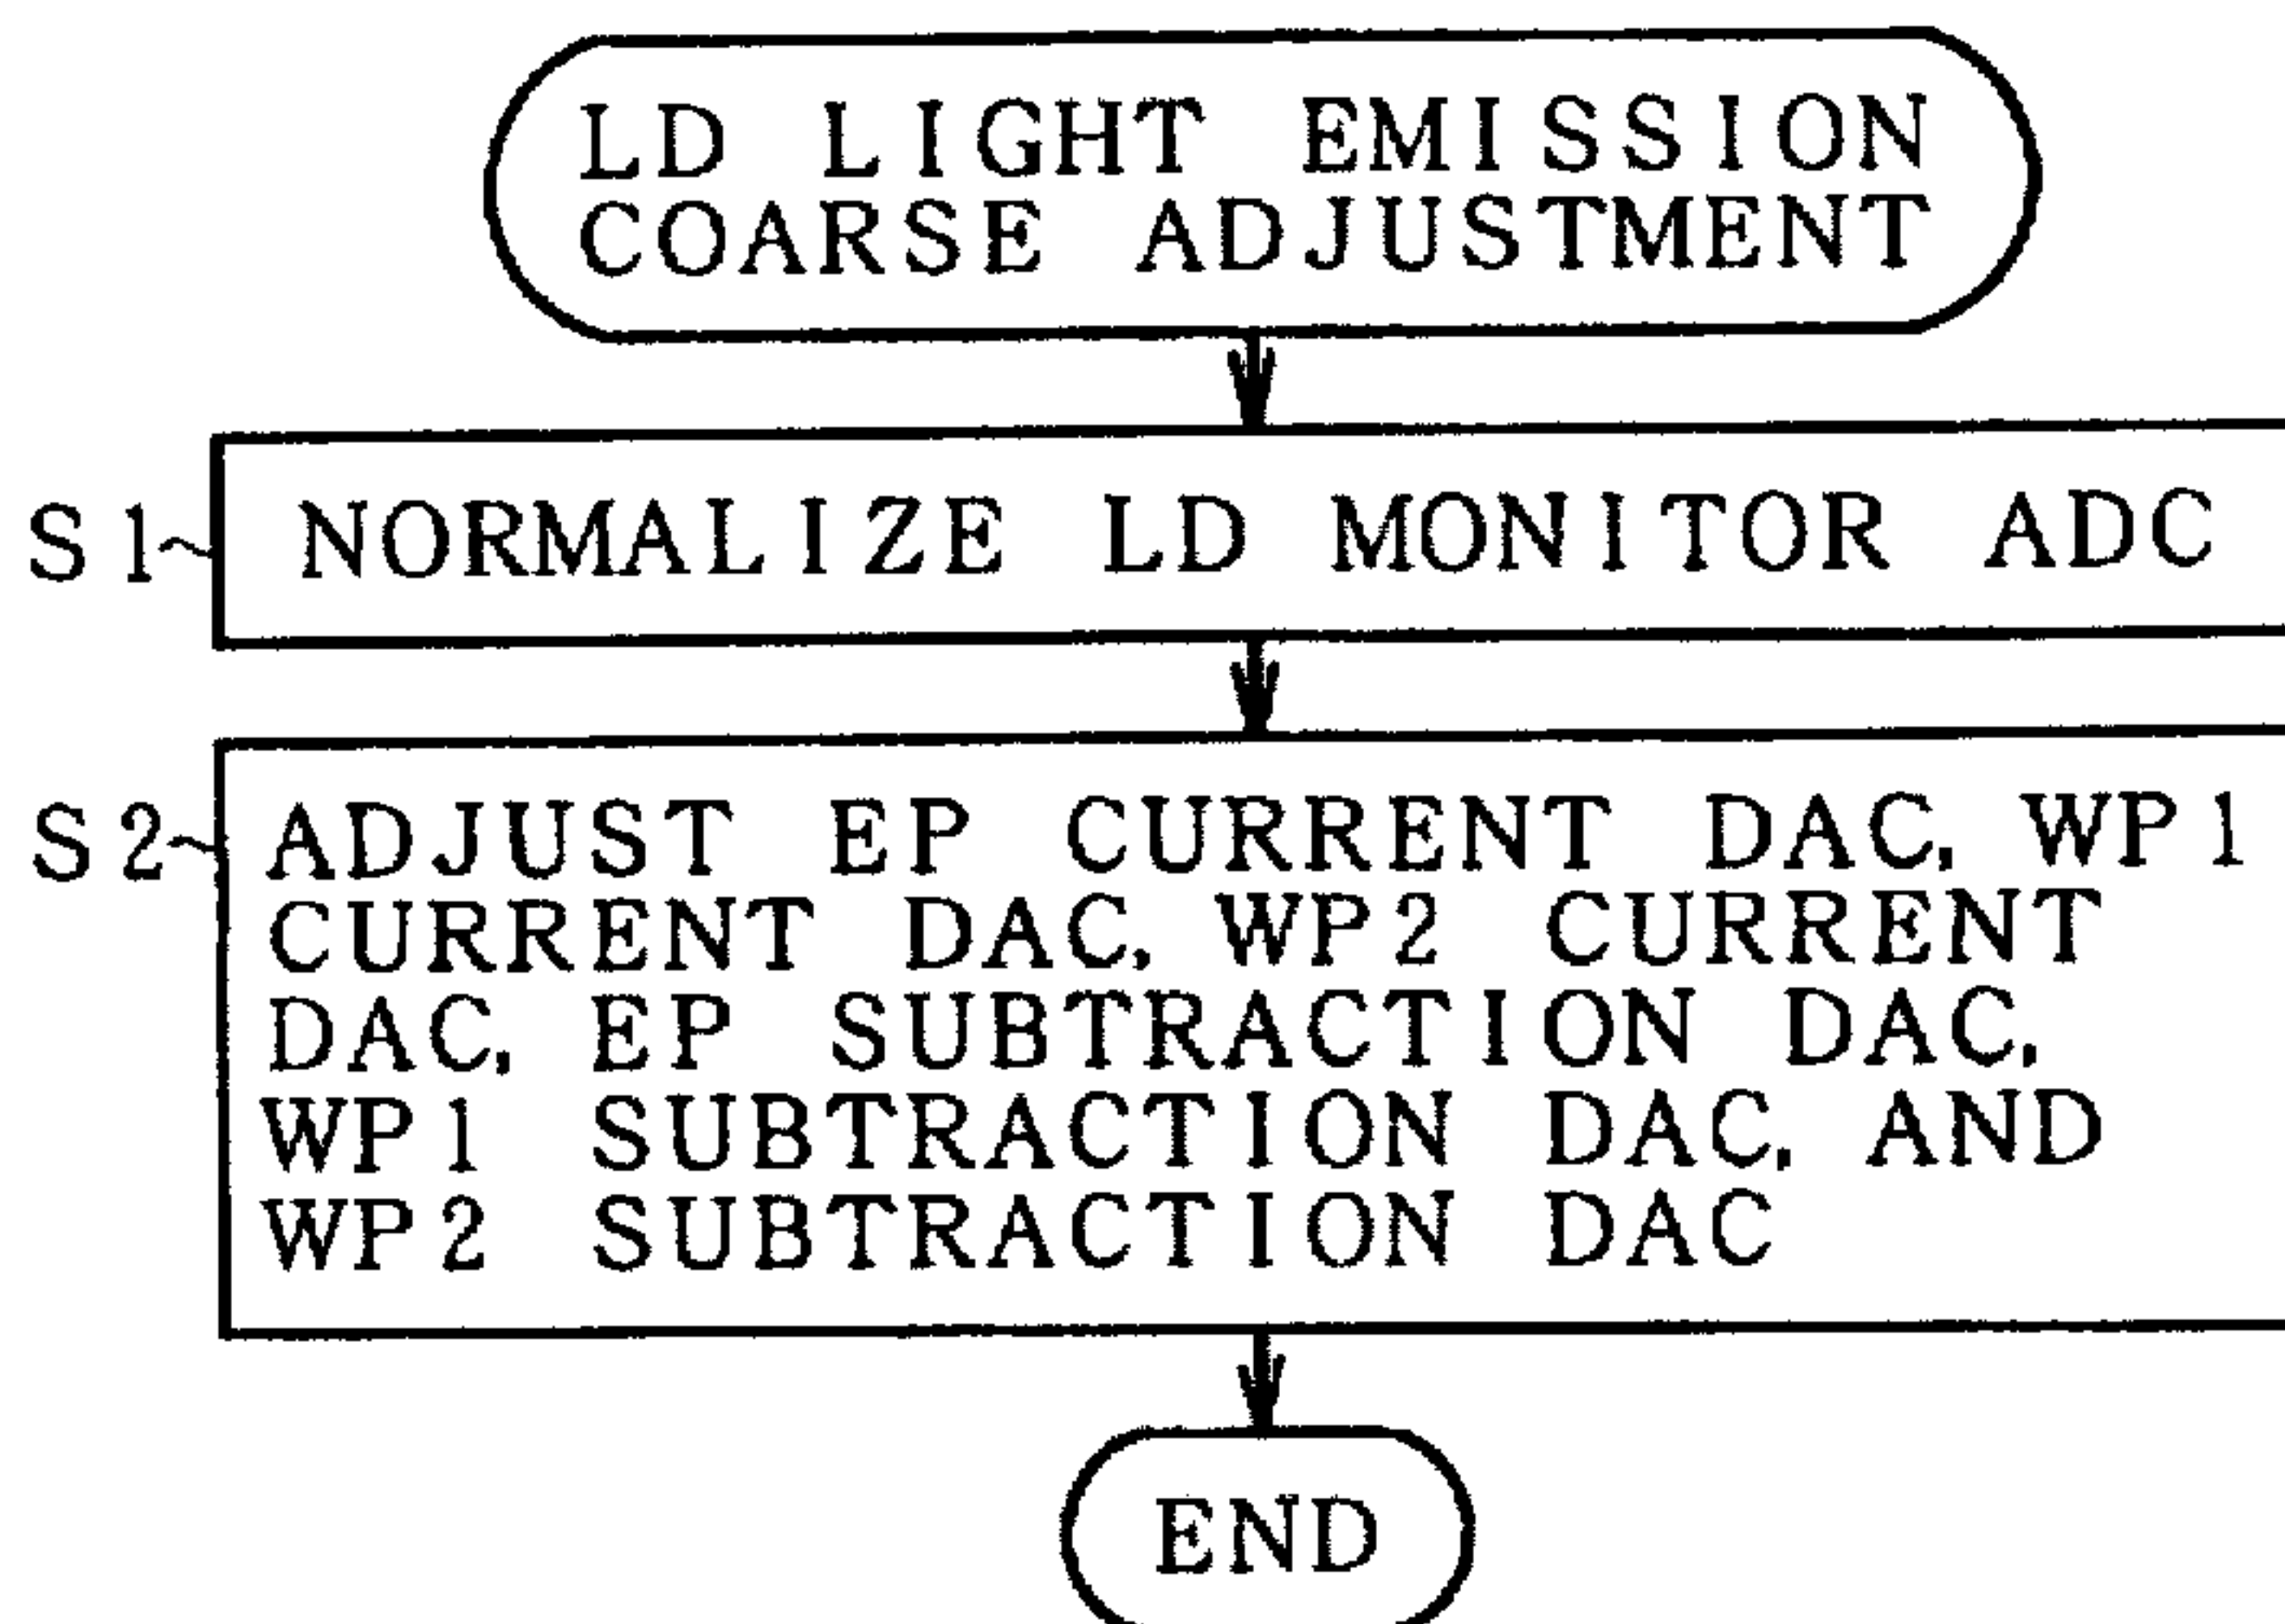 LD LIGHT EMISSION
COARSE ADJUSTMENT
S1 NORMALIZE LD MONITOR ADC
S2 ADJUST EP CURRENT DAC, WP1
CURRENT DAC, WP2 CURRENT
DAC, EP SUBTRACTION DAC,
WP1 SUBTRACTION DAC, AND
WP2 SUBTRACTION DAC
END